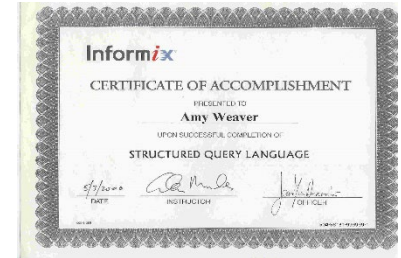 Informix
CERTIFICATE OF ACCOMPLISHMENT
PRESENTED TO
Amy Weaver
UPON SUCCESSFUL COMPLETION OF
STRUCTURED QUERY LANGUAGE
DATE INSTRUCTOR OFFICER